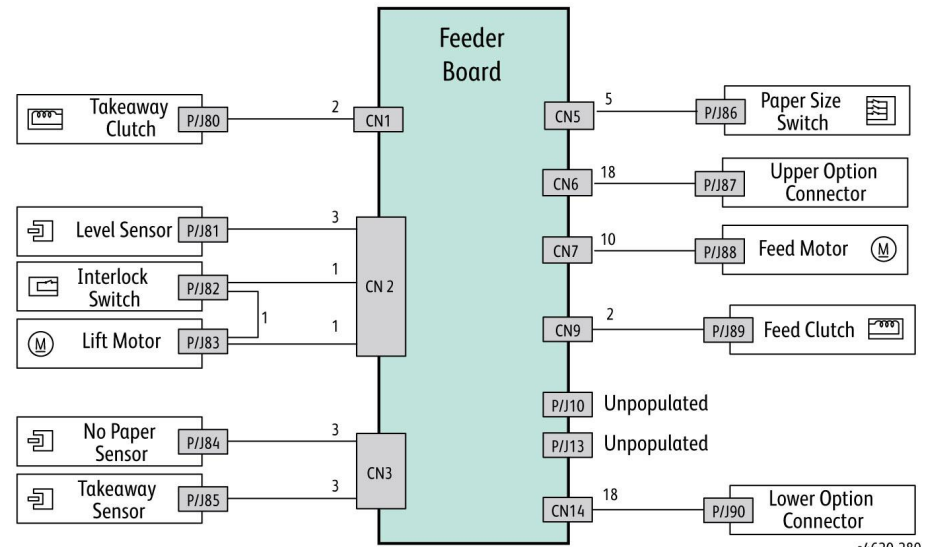 Feeder
Board
Takeaway
Clutch
P/J80
2
CN1
Level Sensor
P/J81
3
Interlock
Switch
P/J82
1
CN 2
1
Lift Motor
P/J83
1
No Paper
Sensor
P/J84
3
CN3
Takeaway
Sensor
P/J85
3
CN5
5
P/J86
Paper Size
Switch
CN6
18
P/J87
Upper Option
Connector
CN7
10
P/J88
Feed Motor
M
CN9
2
P/J89
Feed Clutch
P/J10
Unpopulated
P/J13
Unpopulated
CN14
18
P/J90
Lower Option
Connector
M